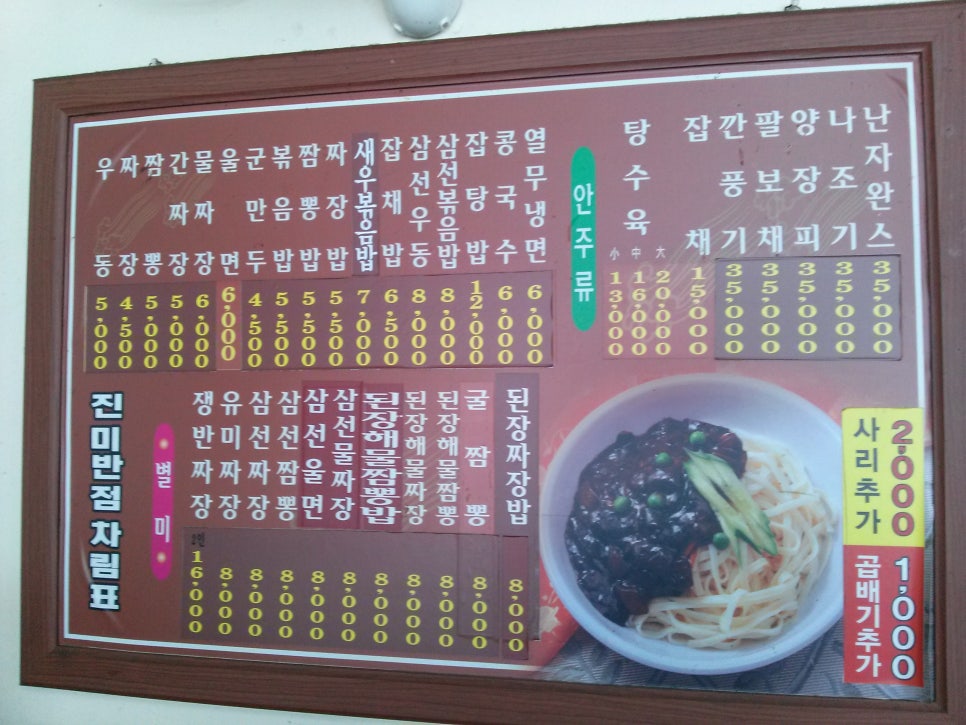 우동 5,000
짜장 4,500
짬뽕 5,000
간짜장 5,000
물짜장 6,000
울면 6,000
군만두 4,500
볶음밥 5,500
짬뽕밥 5,500
짜장밥 5,500
새우볶음밥 7,000
잡채밥 6,500
삼선우동 8,000
삼선볶음밥 8,000
잡탕밥 12,000
콩국수 6,000
열무냉면 6,000
안주류
탕수육 小 13,000 中 16,000 大 20,000
잡채 15,000
깐풍기 35,000
팔보채 35,000
양장피 35,000
나조기 35,000
난자완스 35,000
진미반점 차림표
별미
쟁반짜장 2인 16,000
유미짜장 8,000
삼선짜장 8,000
삼선짬뽕 8,000
삼선울면 8,000
삼선물짜장 8,000
된장해물짬뽕밥 8,000
된장해물짜장 8,000
된장해물짬뽕 8,000
굴짬뽕 8,000
된장짜장밥 8,000
사리추가 2,000
곱배기추가 1,000